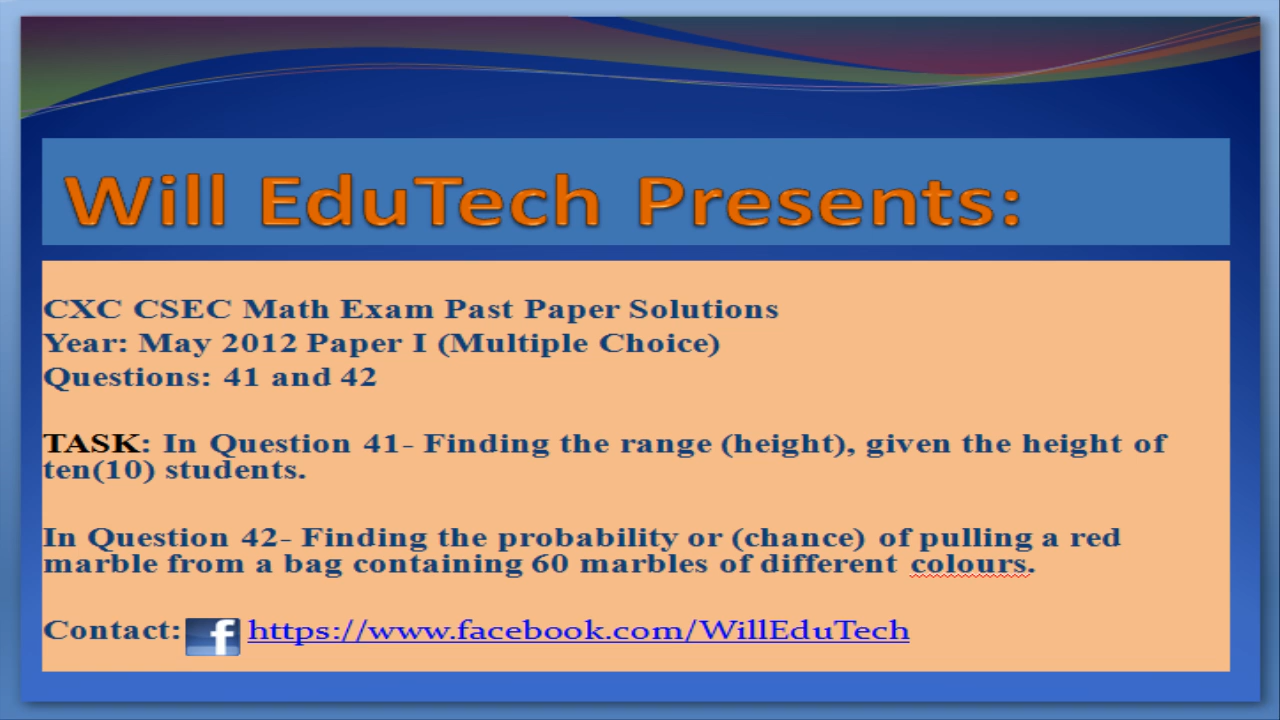 Will EduTech Presents:
CXC CSEC Math Exam Past Paper Solutions
Year: May 2012 Paper I (Multiple Choice)
Questions: 41 and 42
TASK: In Question 41- Finding the range (height), given the height of
ten(10) students.
In Question 42- Finding the probability or (chance) of pulling a red
marble from a bag containing 60 marbles of different colours.
Contact: f https://www.facebook.com/WillEduTech